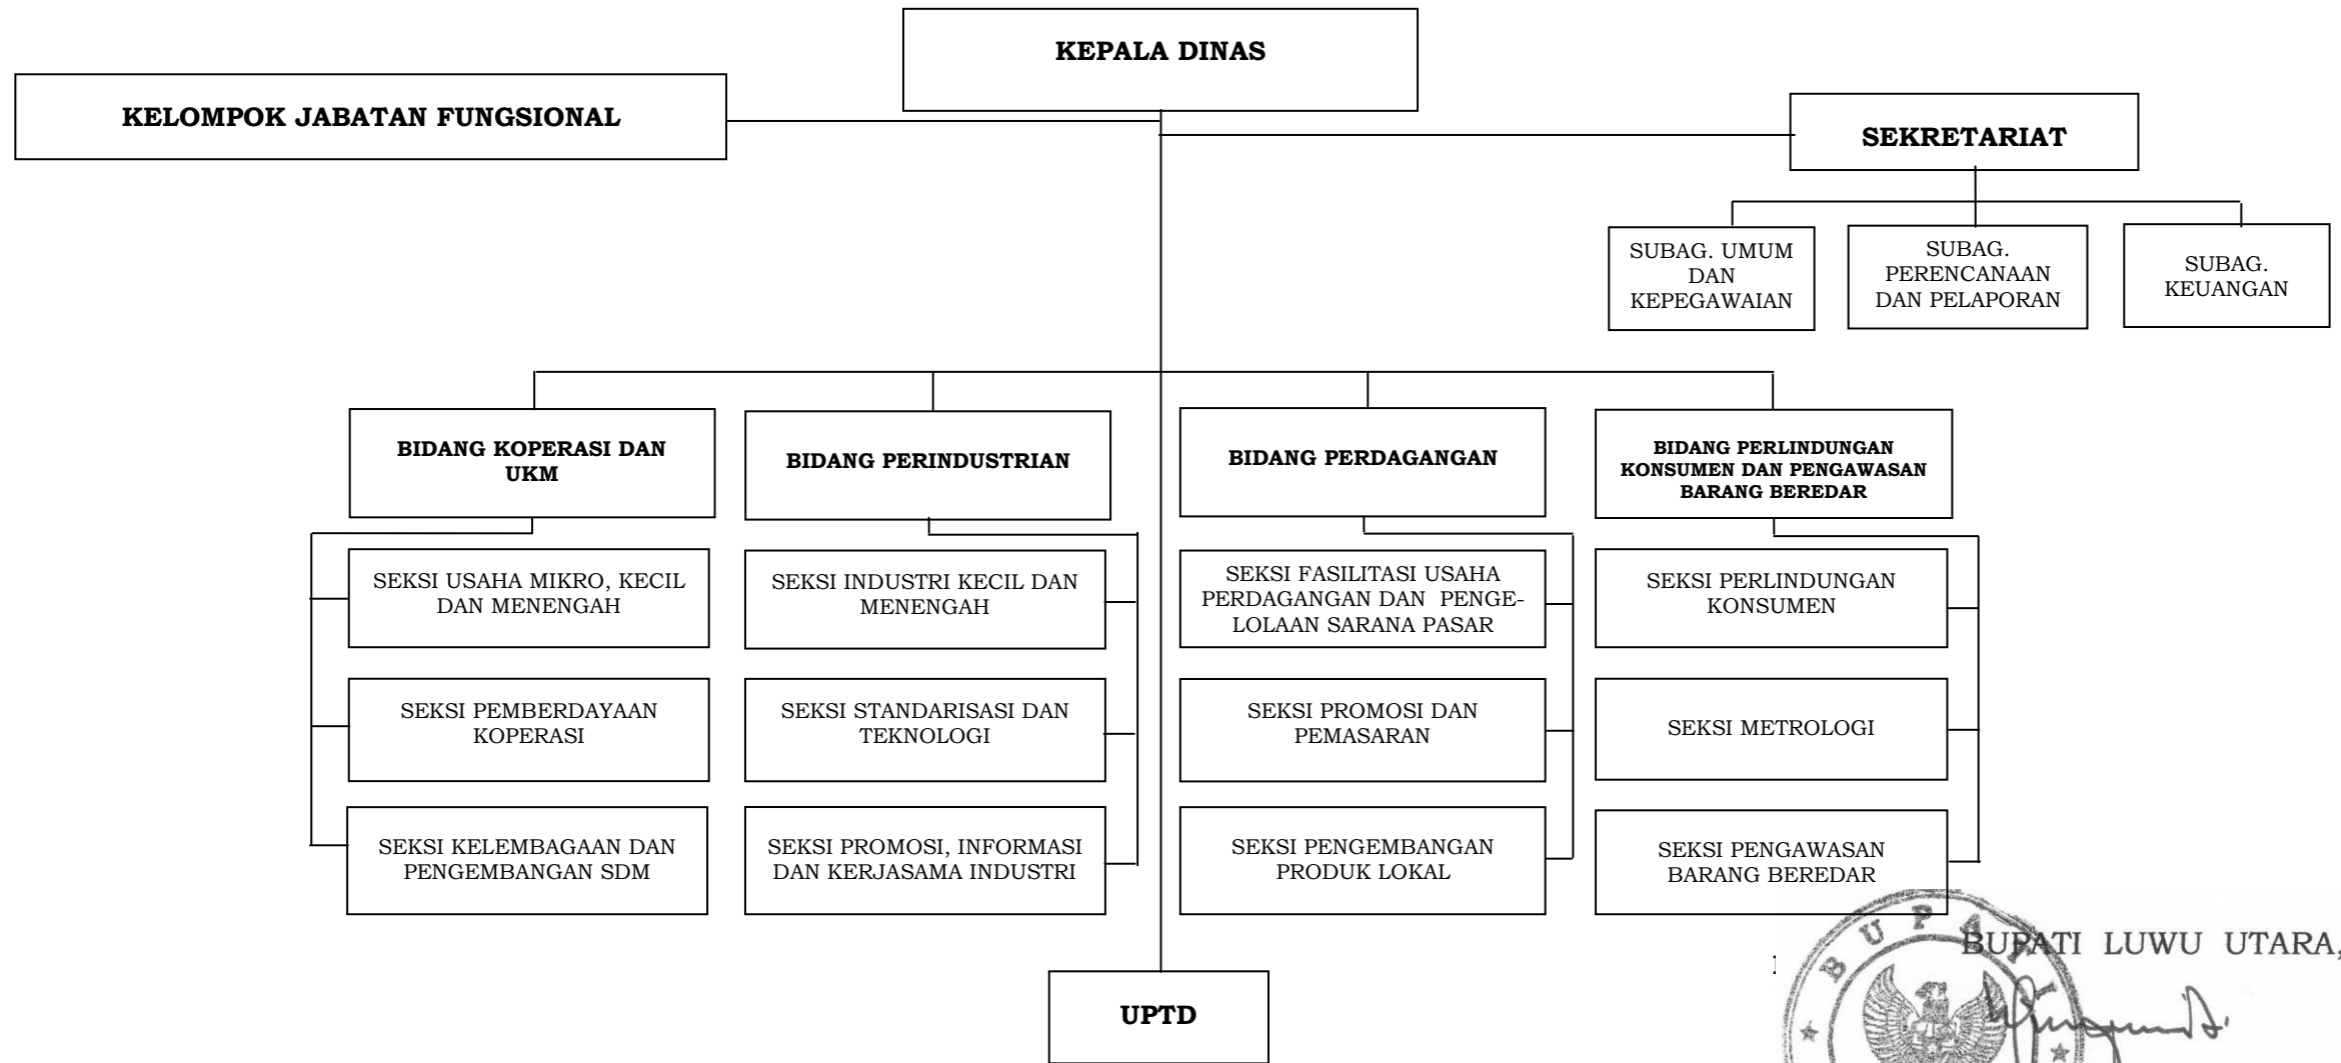 KEPALA DINAS
KELOMPOK JABATAN FUNGSIONAL
SEKRETARIAT
SUBAG. UMUM
DAN
KEPEGAWAIAN
SUBAG.
PERENCANAAN
DAN PELAPORAN
SUBAG.
KEUANGAN
BIDANG KOPERASI DAN
UKM
BIDANG PERINDUSTRIAN
BIDANG PERDAGANGAN
BIDANG PERLINDUNGAN
KONSUMEN DAN PENGAWASAN
BARANG BEREDAR
SEKSI USAHA MIKRO, KECIL
DAN MENENGAH
SEKSI INDUSTRI KECIL DAN
MENENGAH
SEKSI FASILITASI USAHA
PERDAGANGAN DAN PENGE-
LOLAAN SARANA PASAR
SEKSI PERLINDUNGAN
KONSUMEN
SEKSI PEMBERDAYAAN
KOPERASI
SEKSI STANDARISASI DAN
TEKNOLOGI
SEKSI PROMOSI DAN
PEMASARAN
SEKSI METROLOGI
SEKSI KELEMBAGAAN DAN
PENGEMBANGAN SDM
SEKSI PROMOSI, INFORMASI
DAN KERJASAMA INDUSTRI
SEKSI PENGEMBANGAN
PRODUK LOKAL
SEKSI PENGAWASAN
BARANG BEREDAR
BUPATI LUWU UTARA,
BUPATI
UPTD